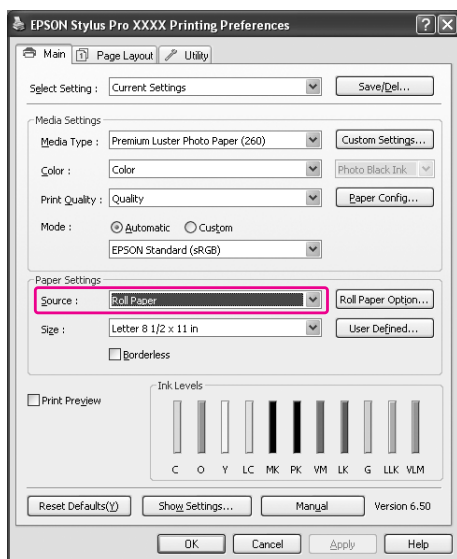 EPSON Stylus Pro XXXX Printing Preferences
Main Page Layout Utility
Select Setting : Current Settings Save/Del...
Media Settings
Media Type : Premium Luster Photo Paper (260) Custom Settings...
Color : Color Photo Black Ink
Print Quality : Quality Paper Config...
Mode : Automatic Custom
EPSON Standard (sRGB)
Paper Settings
Source : Roll Paper Roll Paper Option...
Size : Letter 8 1/2 x 11 in User Defined...
Borderless
Print Preview
Ink Levels
C O Y LC MK PK VM LK G LLK VLM
Reset Defaults(Y) Show Settings... Manual Version 6.50
OK Cancel Apply Help